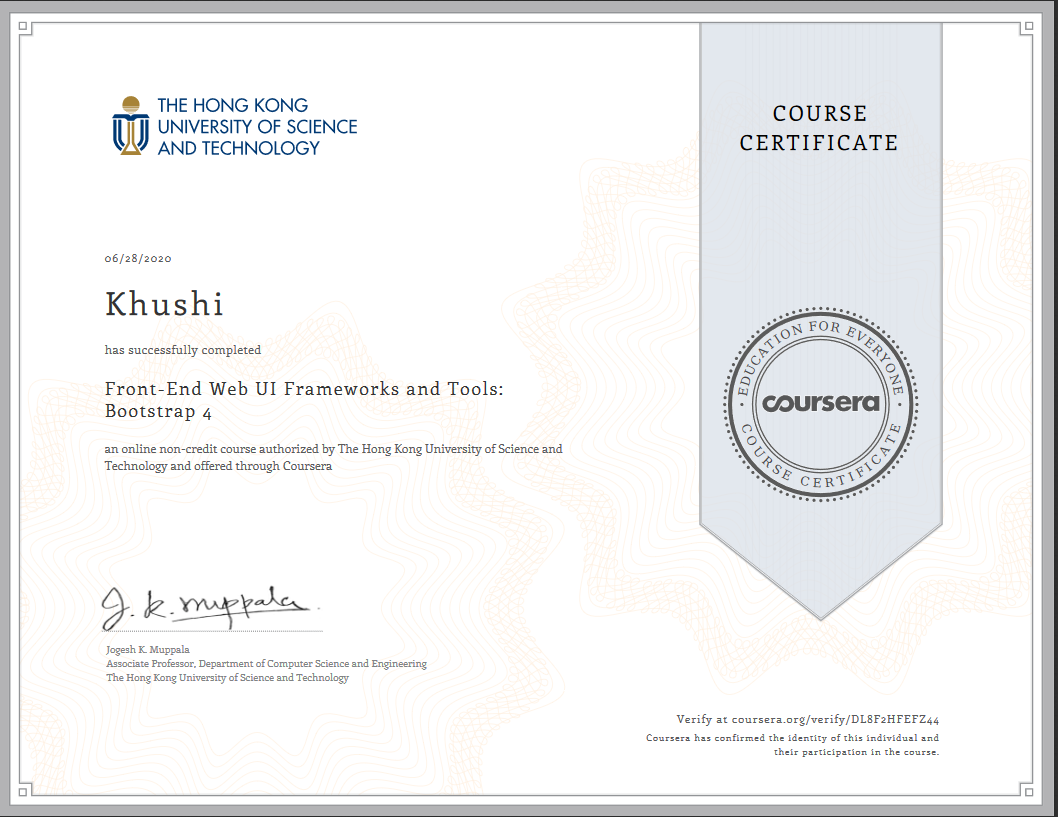 THE HONG KONG
UNIVERSITY OF SCIENCE
AND TECHNOLOGY
COURSE
CERTIFICATE
06/28/2020
Khushi
has successfully completed
Front-End Web UI Frameworks and Tools:
Bootstrap 4
an online non-credit course authorized by The Hong Kong University of Science and
Technology and offered through Coursera
EDUCATION FOR EVERYONE
coursera
COURSE CERTIFICATE
J. K. Muppala
Jogesh K. Muppala
Associate Professor, Department of Computer Science and Engineering
The Hong Kong University of Science and Technology
Verify at coursera.org/verify/DL8F2HFEFZ44
Coursera has confirmed the identity of this individual and
their participation in the course.